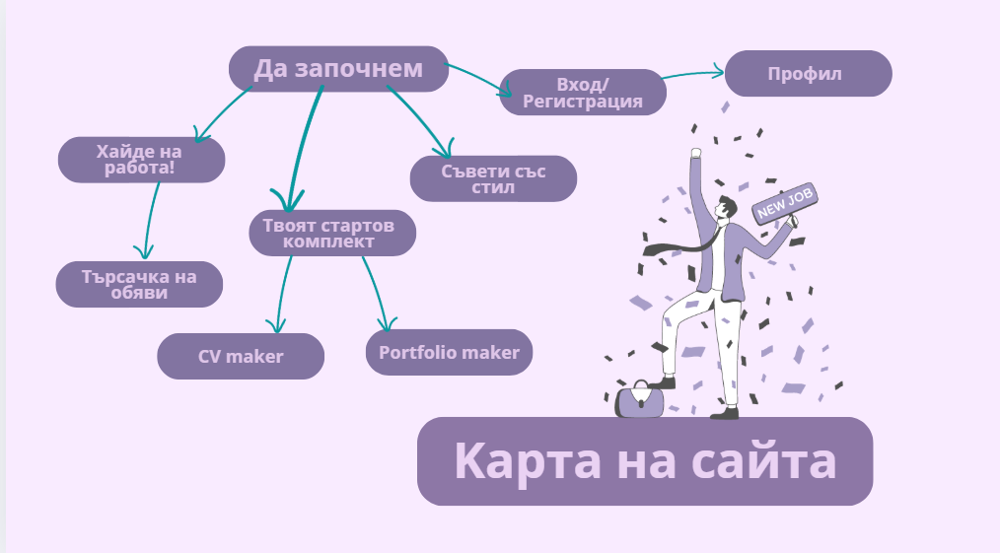 Да започнем
Вход/
Регистрация
Профил
Хайде на
работа!
Съвети със
стил
NEW JOB
Твоят стартов
комплект
Търсачка на
обяви
CV maker
Portfolio maker
Карта на сайта